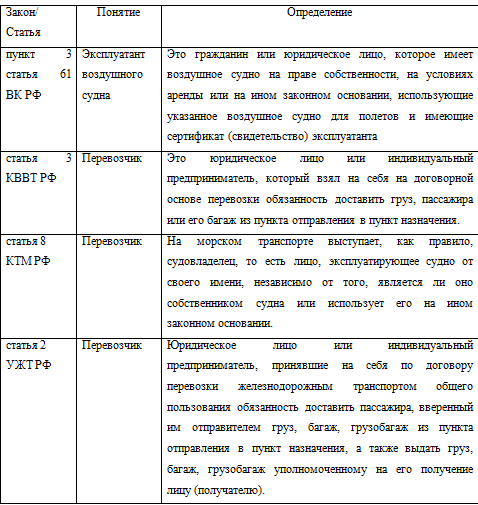 Закон/ Понятие Определение
Статья
пункт 3 Эксплуатант Это гражданин или юридическое лицо, которое имеет
статья 61 воздушного воздушное судно на праве собственности, на условиях
ВК РФ судна аренды или на ином законном основании, использующие
указанное воздушное судно для полетов и имеющие
сертификат (свидетельство) эксплуатанта
статья 3 Перевозчик Это юридическое лицо или индивидуальный
КВВТ РФ предприниматель, который взял на себя на договорной
основе перевозки обязанность доставить груз, пассажира
или его багаж из пункта отправления в пункт назначения.
статья 8 Перевозчик На морском транспорте выступает, как правило,
КТМ РФ судовладелец, то есть лицо, эксплуатирующее судно от
своего имени, независимо от того, является ли оно
собственником судна или использует его на ином
законном основании.
статья 2 Перевозчик Юридическое лицо или индивидуальный
УЖТ РФ предприниматель, принявшие на себя по договору
перевозки железнодорожным транспортом общего
пользования обязанность доставить пассажира, вверенный
им отправителем груз, багаж, грузобагаж из пункта
отправления в пункт назначения, а также выдать груз,
багаж, грузобагаж уполномоченному на его получение
лицу (получателю).